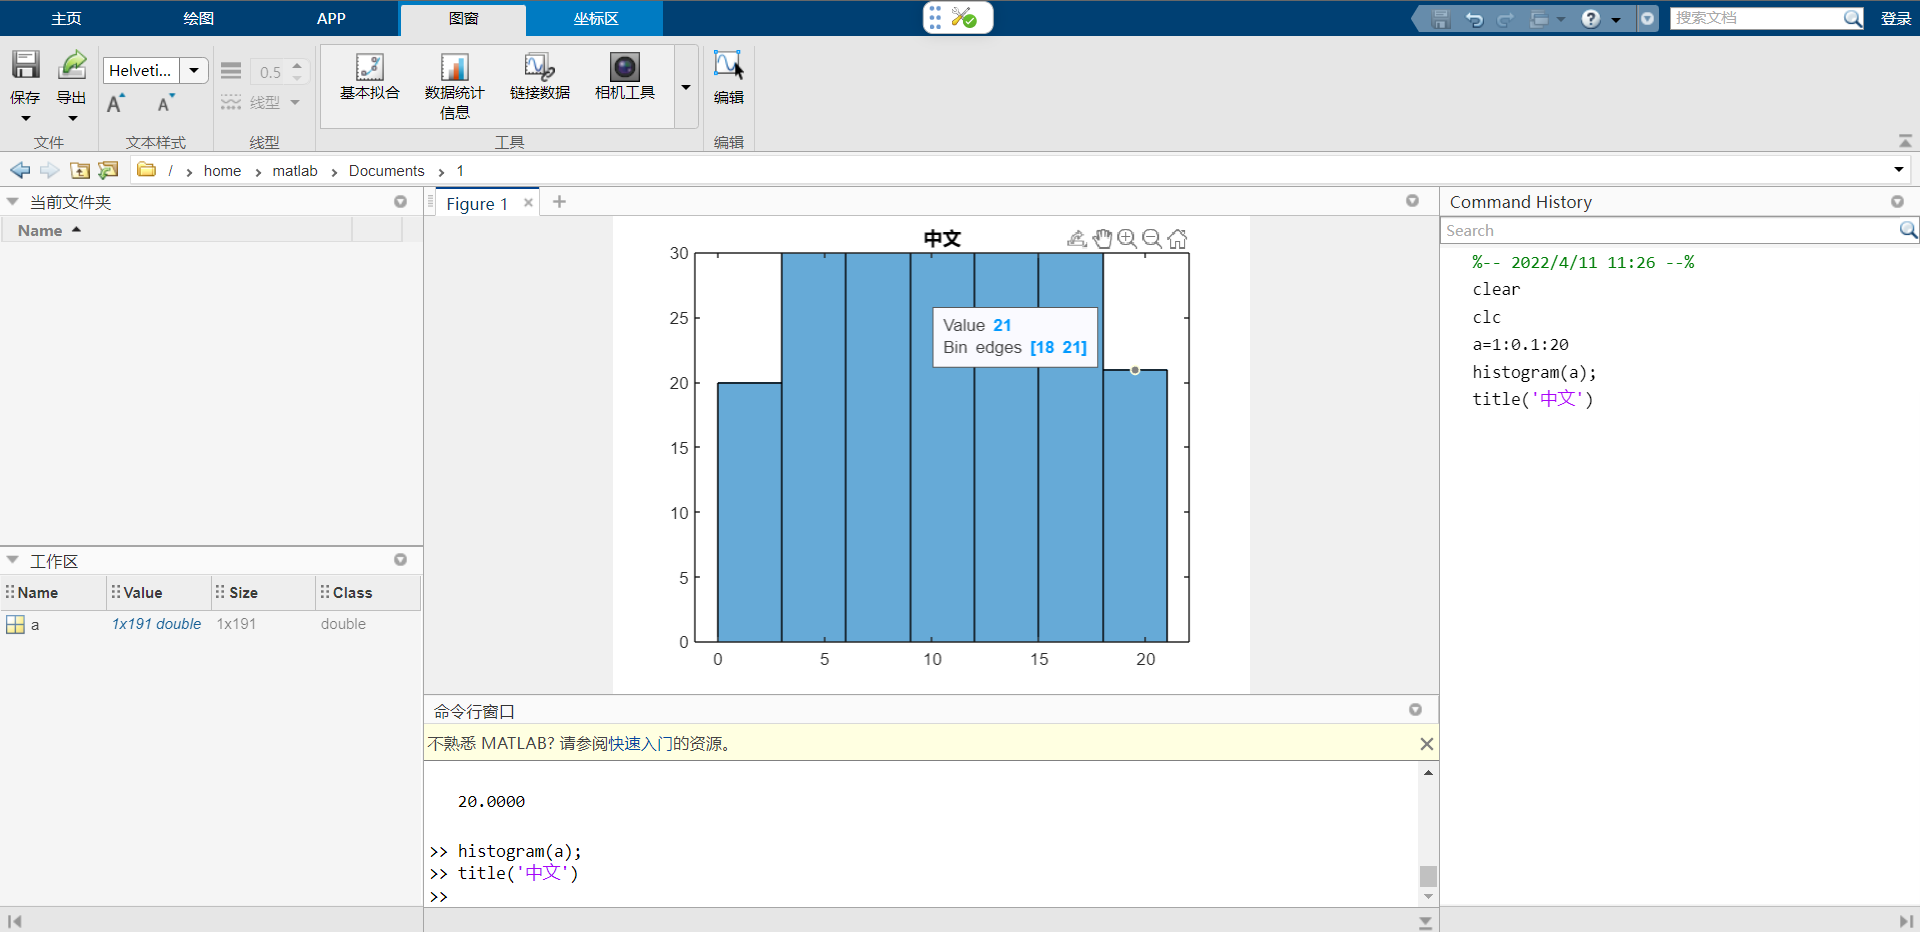 主页 绘图 APP 图窗 坐标区 搜索文档 登录
保存 导出 Helveti... 0.5 线型 基本拟合 数据统计信息 链接数据 相机工具 编辑
文件 文本样式 线型 工具 编辑
/ › home › matlab › Documents › 1
当前文件夹
Name
工作区
Name Value Size Class
a 1x191 double 1x191 double
Figure 1
中文
30
25
20
15
10
5
0
0 5 10 15 20
Value 21
Bin edges [18 21]
命令行窗口
不熟悉 MATLAB? 请参阅快速入门的资源。
20.0000
>> histogram(a);
>> title('中文')
>>
Command History
Search
%-- 2022/4/11 11:26 --%
clear
clc
a=1:0.1:20
histogram(a);
title('中文')